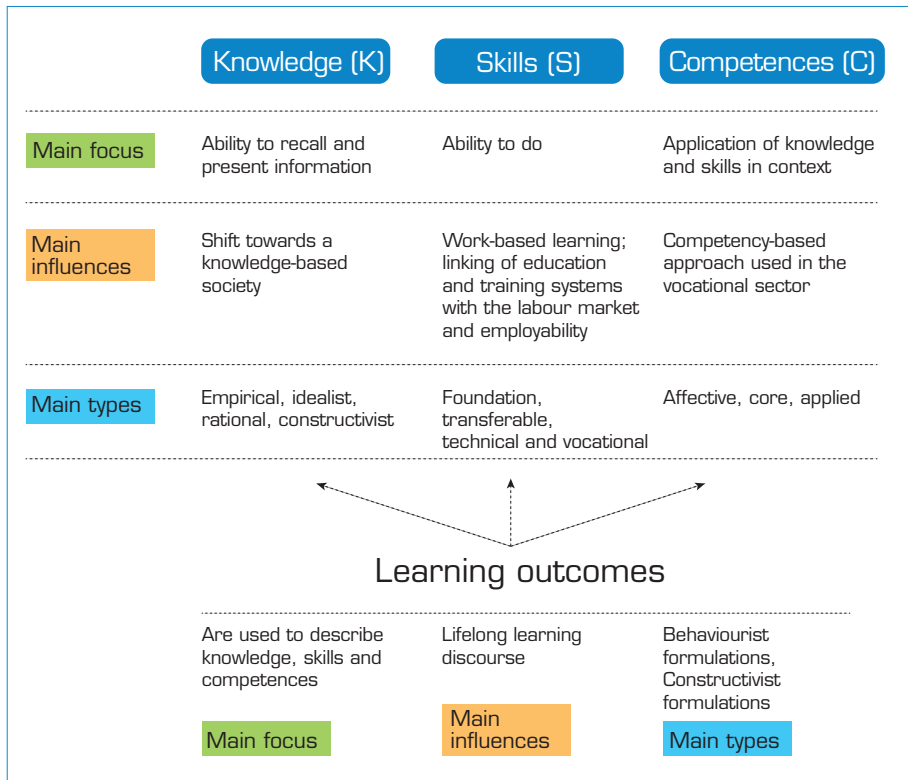 Knowledge (K)
Skills (S)
Competences (C)
Main focus
Ability to recall and
present information
Ability to do
Application of knowledge
and skills in context
Main
influences
Shift towards a
knowledge-based
society
Work-based learning;
linking of education
and training systems
with the labour market
and employability
Competency-based
approach used in the
vocational sector
Main types
Empirical, idealist,
rational, constructivist
Foundation,
transferable,
technical and vocational
Affective, core, applied
Learning outcomes
Are used to describe
knowledge, skills and
competences
Main focus
Lifelong learning
discourse
Main
influences
Behaviourist
formulations,
Constructivist
formulations
Main types